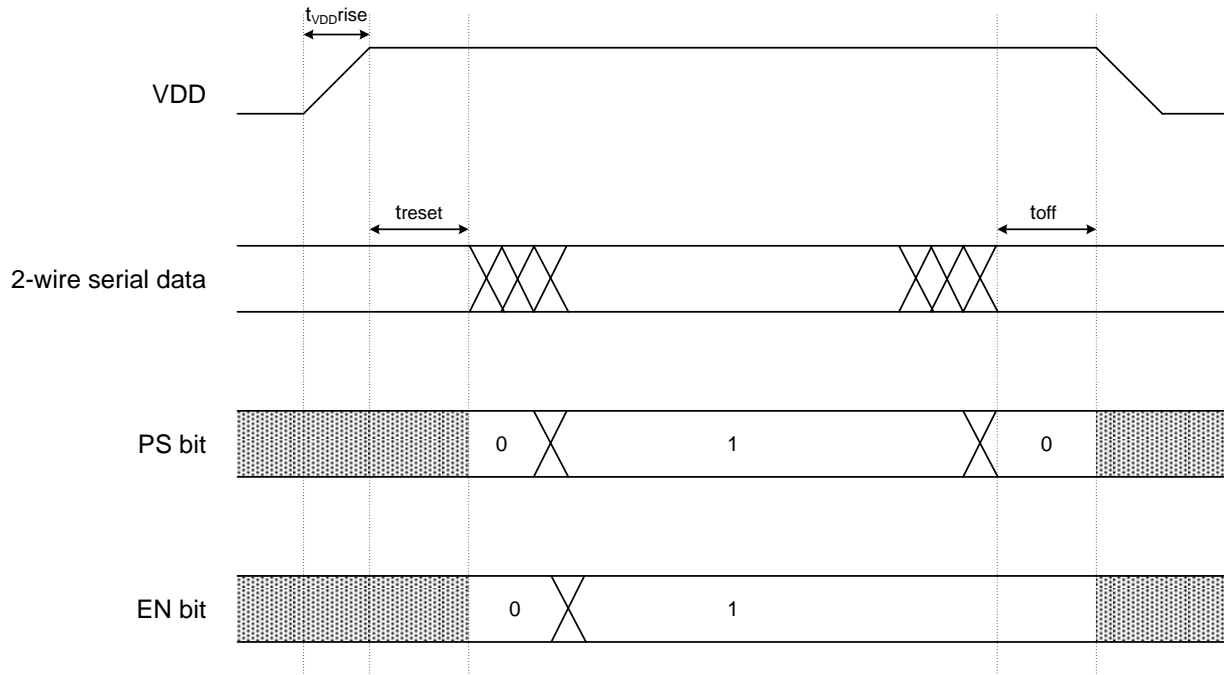 tVDDrise
VDD
treset
toff
2-wire serial data
PS bit
0
1
0
EN bit
0
1